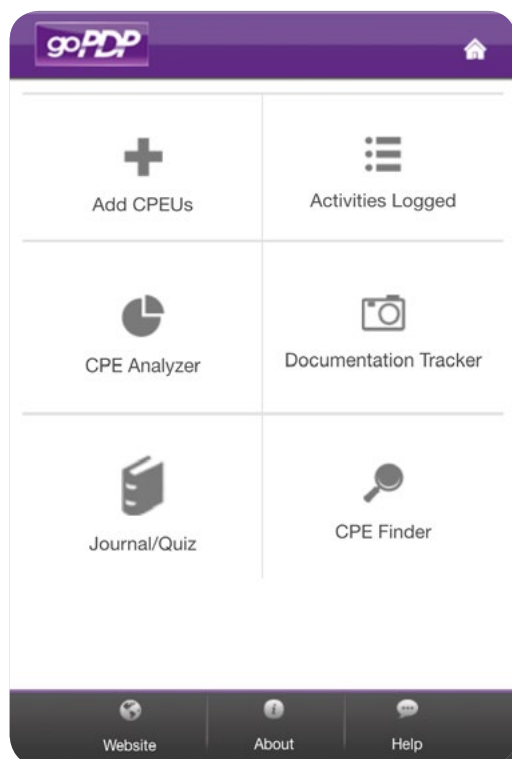 goPDP
Add CPEUs
Activities Logged
CPE Analyzer
Documentation Tracker
Journal/Quiz
CPE Finder
Website
About
Help